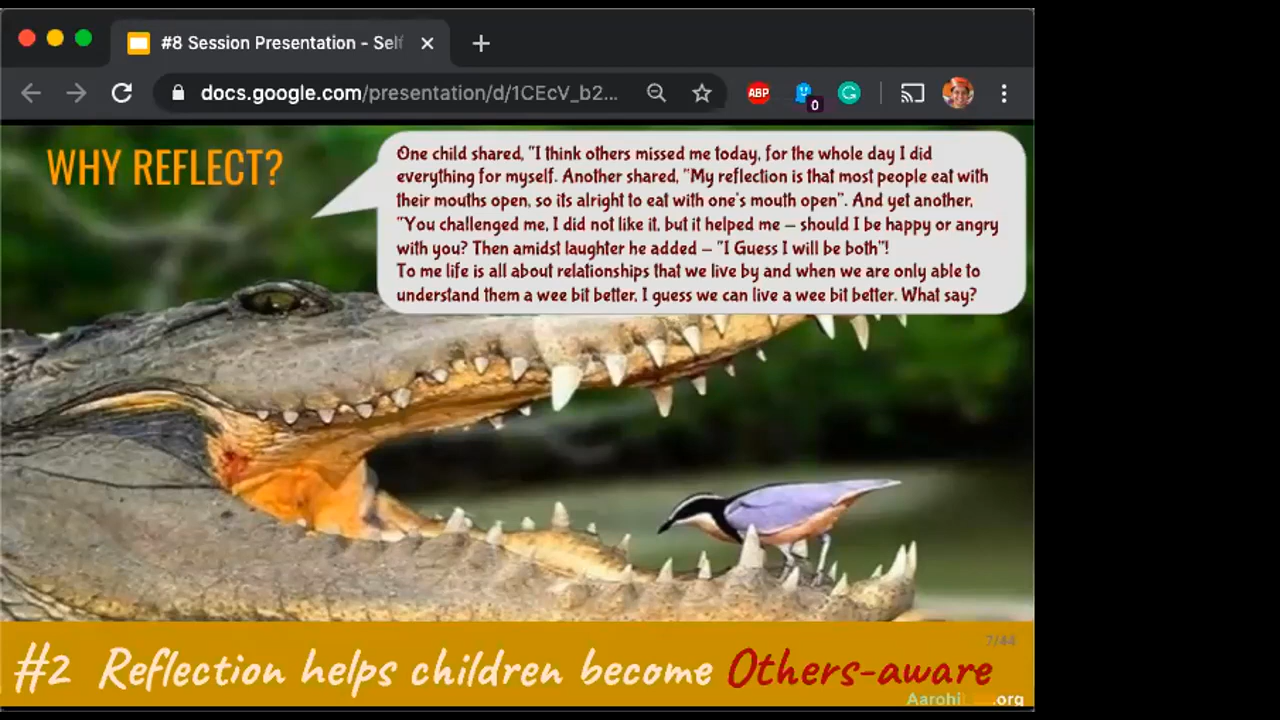 #8 Session Presentation - Self
docs.google.com/presentation/d/1CEcV_b2...
ABP
0
WHY REFLECT?
One child shared, "I think others missed me today, for the whole day I did
everything for myself. Another shared, "My reflection is that most people eat with
their mouths open, so its alright to eat with one's mouth open". And yet another,
"You challenged me, I did not like it, but it helped me – should I be happy or angry
with you? Then amidst laughter he added – "I Guess I will be both"!
To me life is all about relationships that we live by and when we are only able to
understand them a wee bit better, I guess we can live a wee bit better. What say?
7/44
#2 Reflection helps children become Others-aware
Aarohi .org